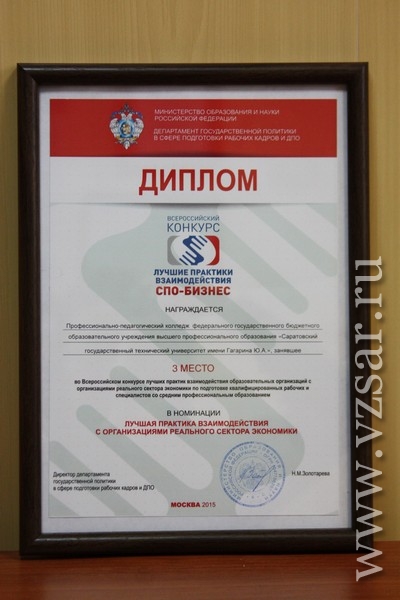 МИНИСТЕРСТВО ОБРАЗОВАНИЯ И НАУКИ
РОССИЙСКОЙ ФЕДЕРАЦИИ
ДЕПАРТАМЕНТ ГОСУДАРСТВЕННОЙ ПОЛИТИКИ
В СФЕРЕ ПОДГОТОВКИ РАБОЧИХ КАДРОВ И ДПО
ДИПЛОМ
ВСЕРОССИЙСКИЙ
КОНКУРС
ЛУЧШИЕ ПРАКТИКИ
ВЗАИМОДЕЙСТВИЯ
СПО-БИЗНЕС
НАГРАЖДАЕТСЯ
Профессионально-педагогический колледж федерального государственного бюджетного
образовательного учреждения высшего профессионального образования «Саратовский
государственный технический университет имени Гагарина Ю.А.», занявшее
3 МЕСТО
во Всероссийском конкурсе лучших практик взаимодействия образовательных организаций с
организациями реального сектора экономики по подготовке квалифицированных рабочих и
специалистов со средним профессиональным образованием
В НОМИНАЦИИ
ЛУЧШАЯ ПРАКТИКА ВЗАИМОДЕЙСТВИЯ
С ОРГАНИЗАЦИЯМИ РЕАЛЬНОГО СЕКТОРА ЭКОНОМИКИ
Директор департамента
государственной политики
в сфере подготовки рабочих кадров и ДПО
Н.М.Золотарева
МОСКВА 2015
www.vzsar.ru